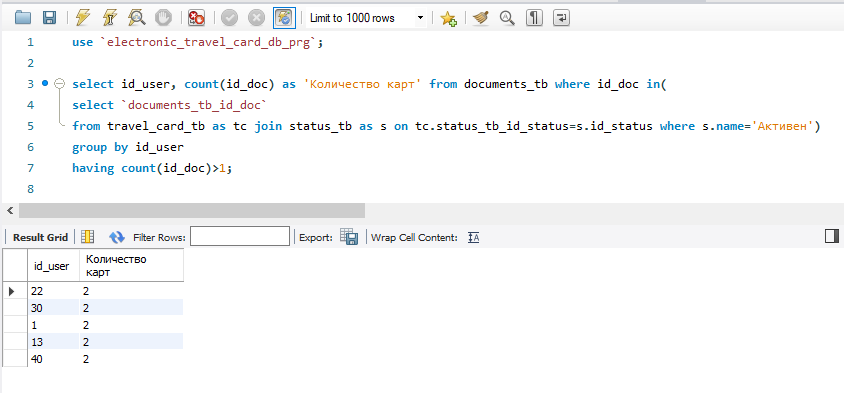 Limit to 1000 rows
1 use `electronic_travel_card_db_prg`;
2
3 select id_user, count(id_doc) as 'Количество карт' from documents_tb where id_doc in(
4 select `documents_tb_id_doc`
5 from travel_card_tb as tc join status_tb as s on tc.status_tb_id_status=s.id_status where s.name='Активен')
6 group by id_user
7 having count(id_doc)>1;
8
Result Grid Filter Rows: Export: Wrap Cell Content:
id_user Количество
карт
22 2
30 2
1 2
13 2
40 2